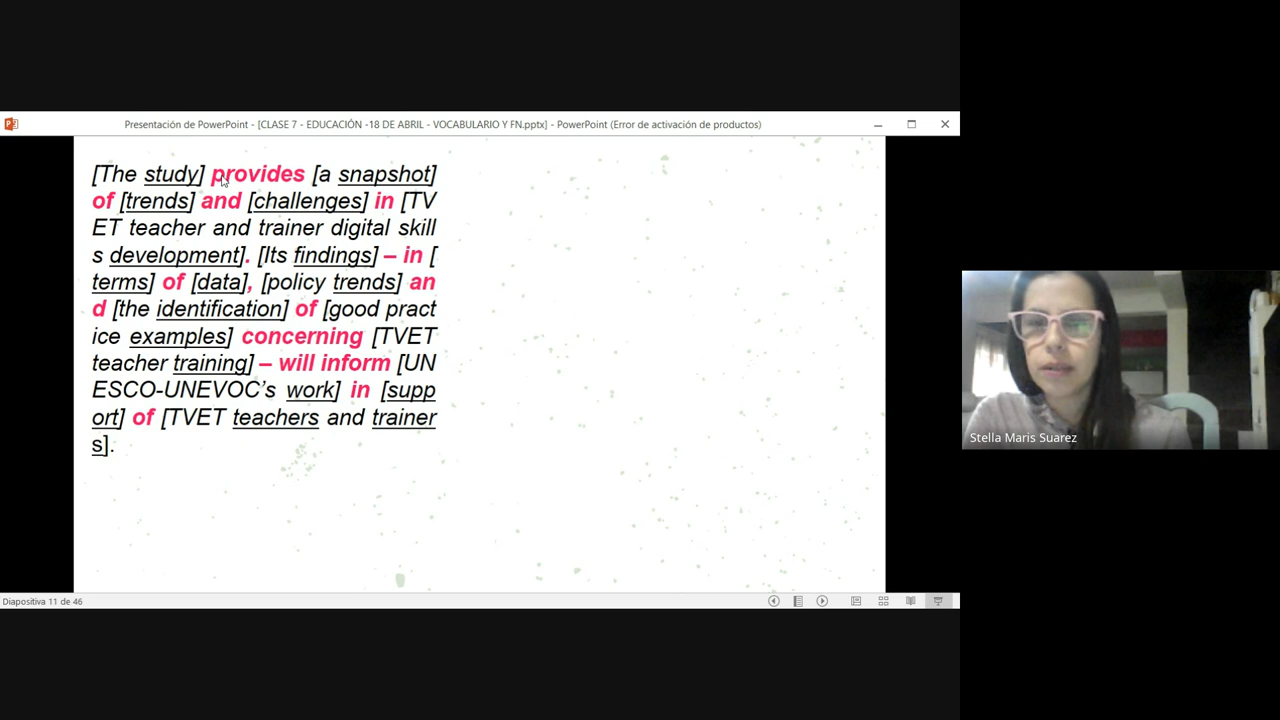 Presentación de PowerPoint - [CLASE 7 - EDUCACIÓN -18 DE ABRIL - VOCABULARIO Y FN.pptx] - PowerPoint (Error de activación de productos)
[The study] provides [a snapshot]
of [trends] and [challenges] in [TV
ET teacher and trainer digital skill
s development]. [Its findings] – in [
terms] of [data], [policy trends] an
d [the identification] of [good pract
ice examples] concerning [TVET
teacher training] – will inform [UN
ESCO-UNEVOC’s work] in [supp
ort] of [TVET teachers and trainer
s].
Stella Maris Suarez
Diapositiva 11 de 46